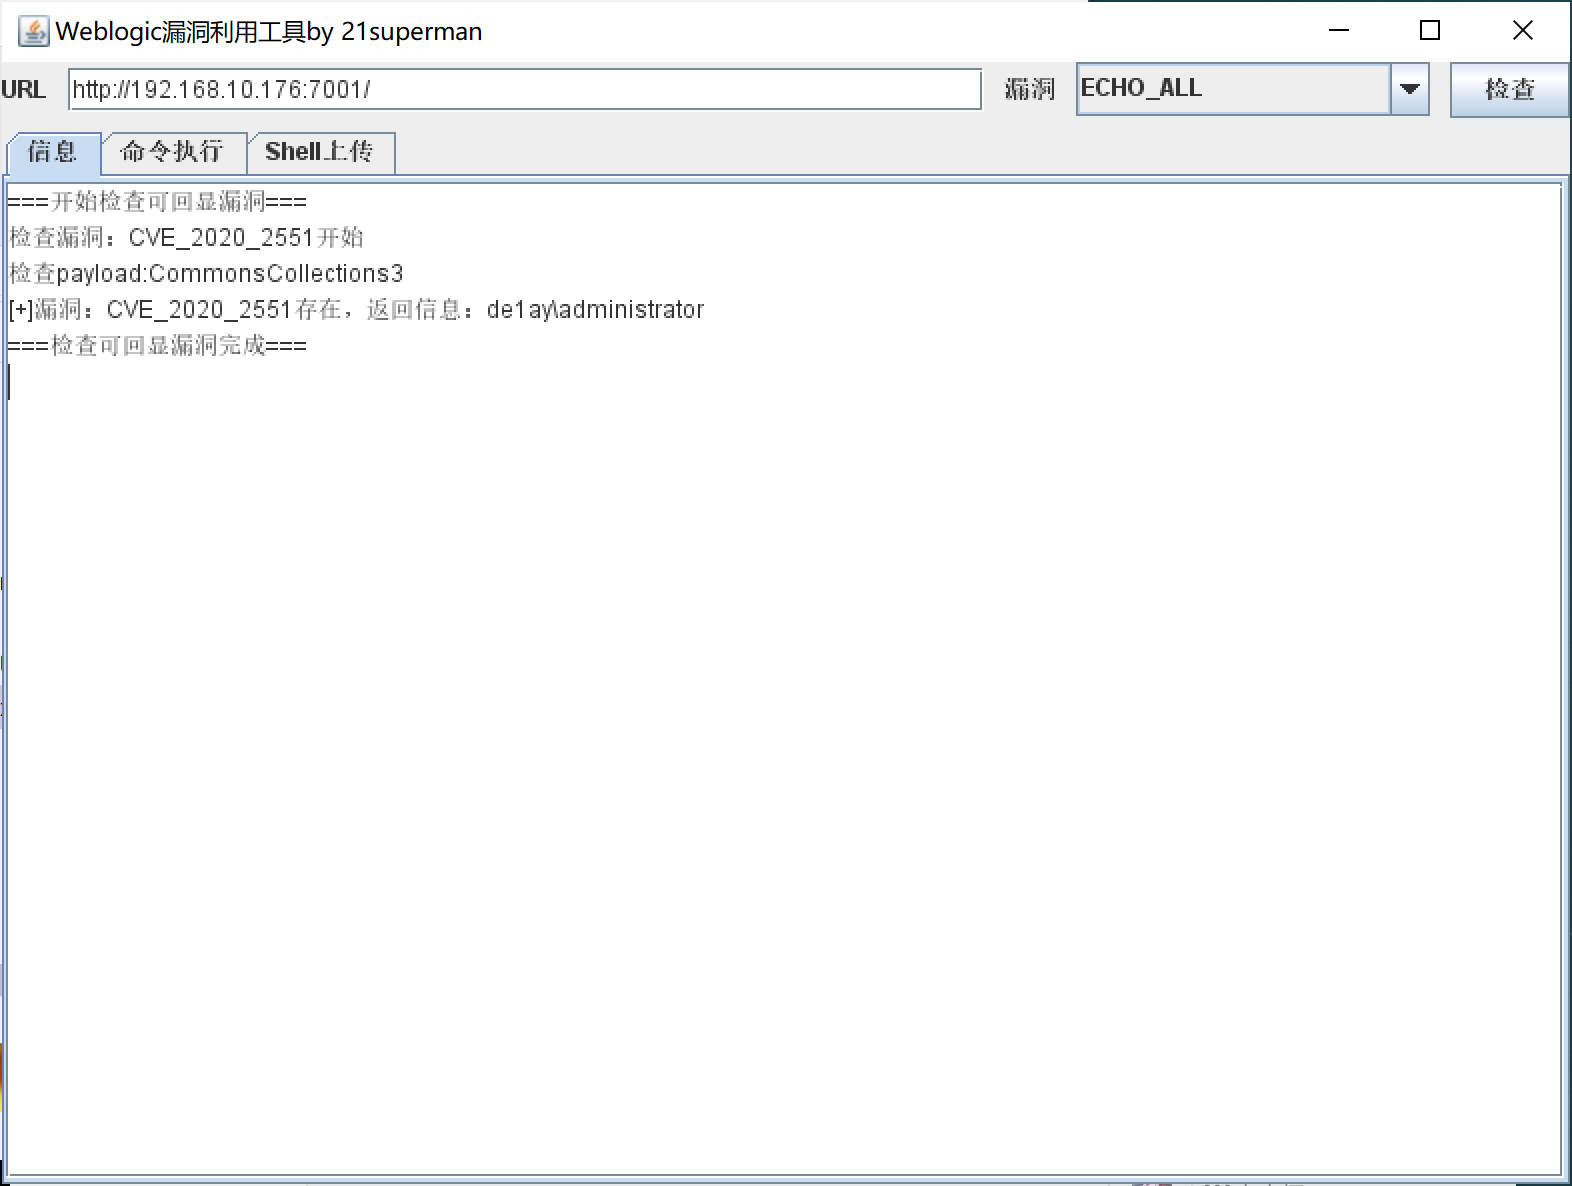 Weblogic漏洞利用工具by 21superman
URL http://192.168.10.176:7001/ 漏洞 ECHO_ALL 检查
信息 命令执行 Shell上传
===开始检查可回显漏洞===
检查漏洞：CVE_2020_2551开始
检查payload:CommonsCollections3
[+]漏洞：CVE_2020_2551存在，返回信息：de1ay\administrator
===检查可回显漏洞完成===